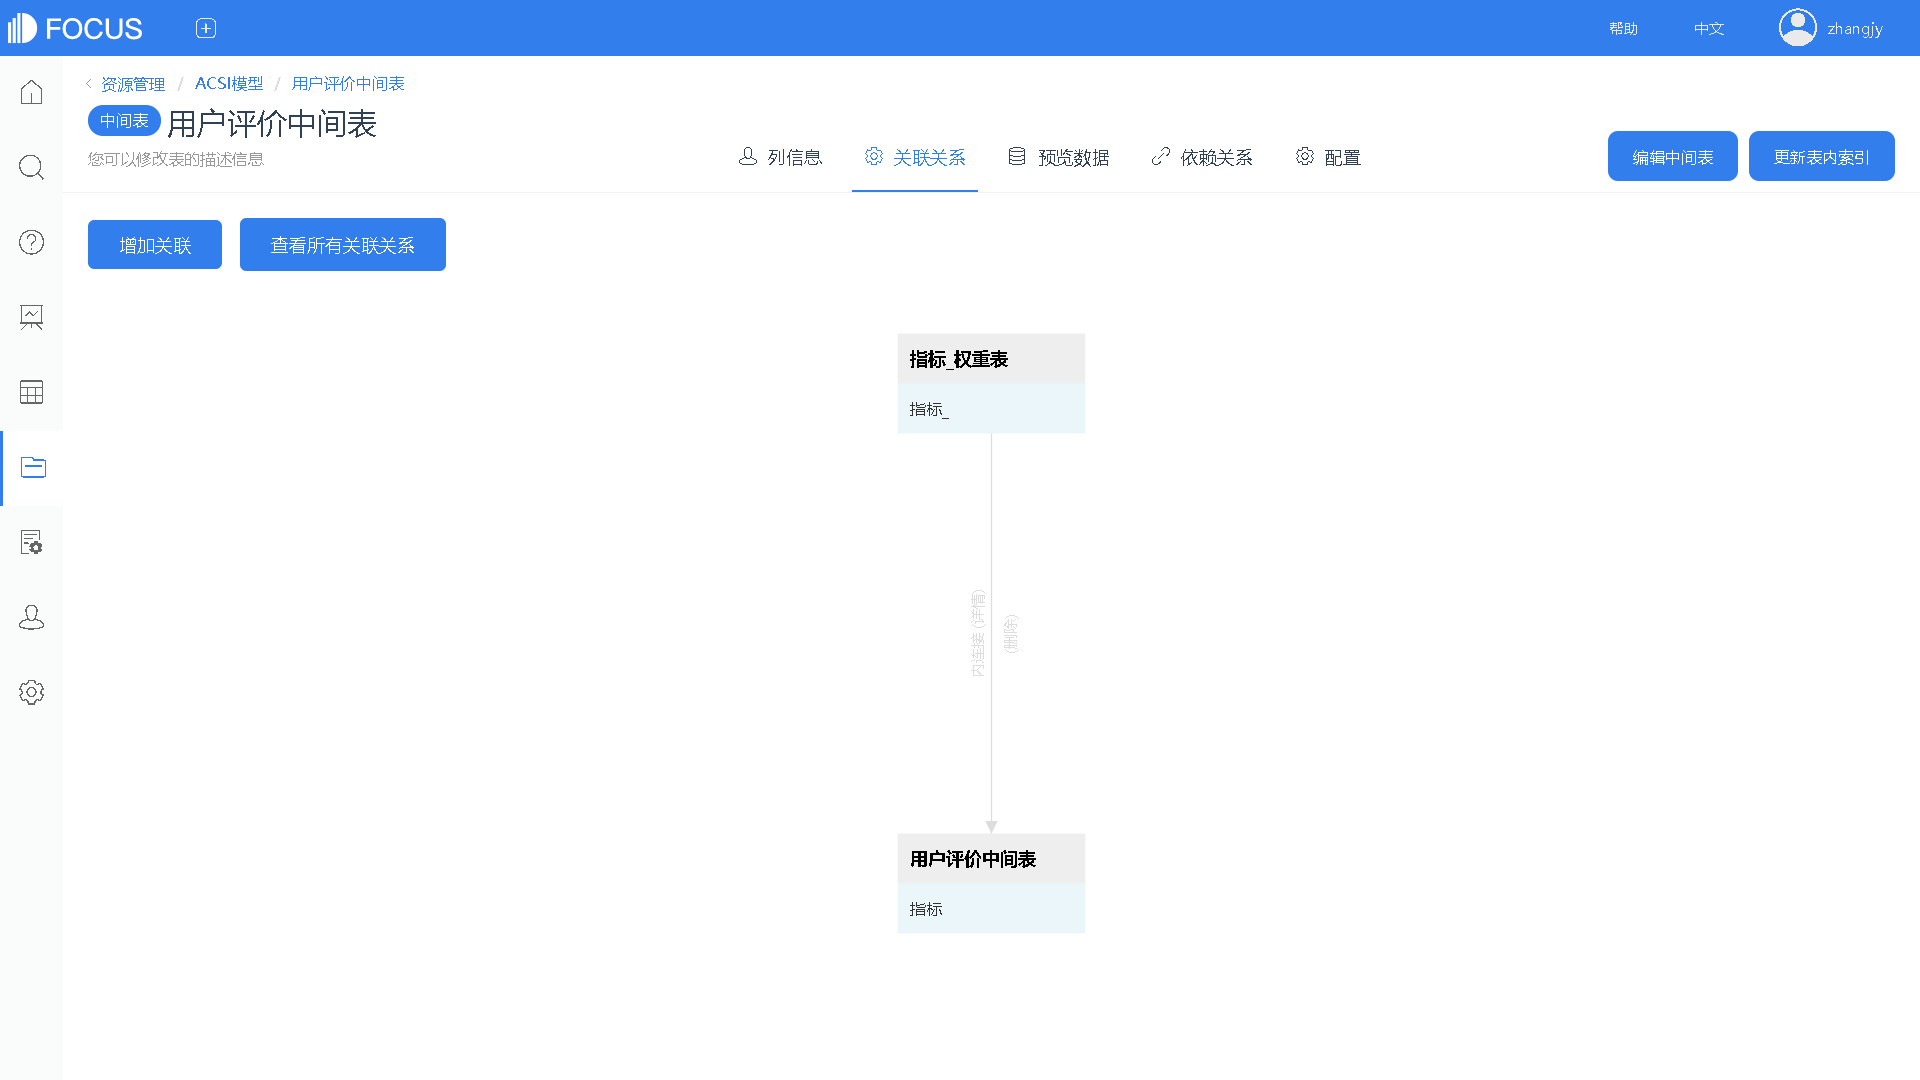 FOCUS
帮助
中文
zhangjy
资源管理 / ACSI模型 / 用户评价中间表
中间表 用户评价中间表
您可以修改表的描述信息
列信息
关联关系
预览数据
依赖关系
配置
编辑中间表
更新表内索引
增加关联
查看所有关联关系
指标_权重表
指标_
内连接 (详情)
(删除)
用户评价中间表
指标